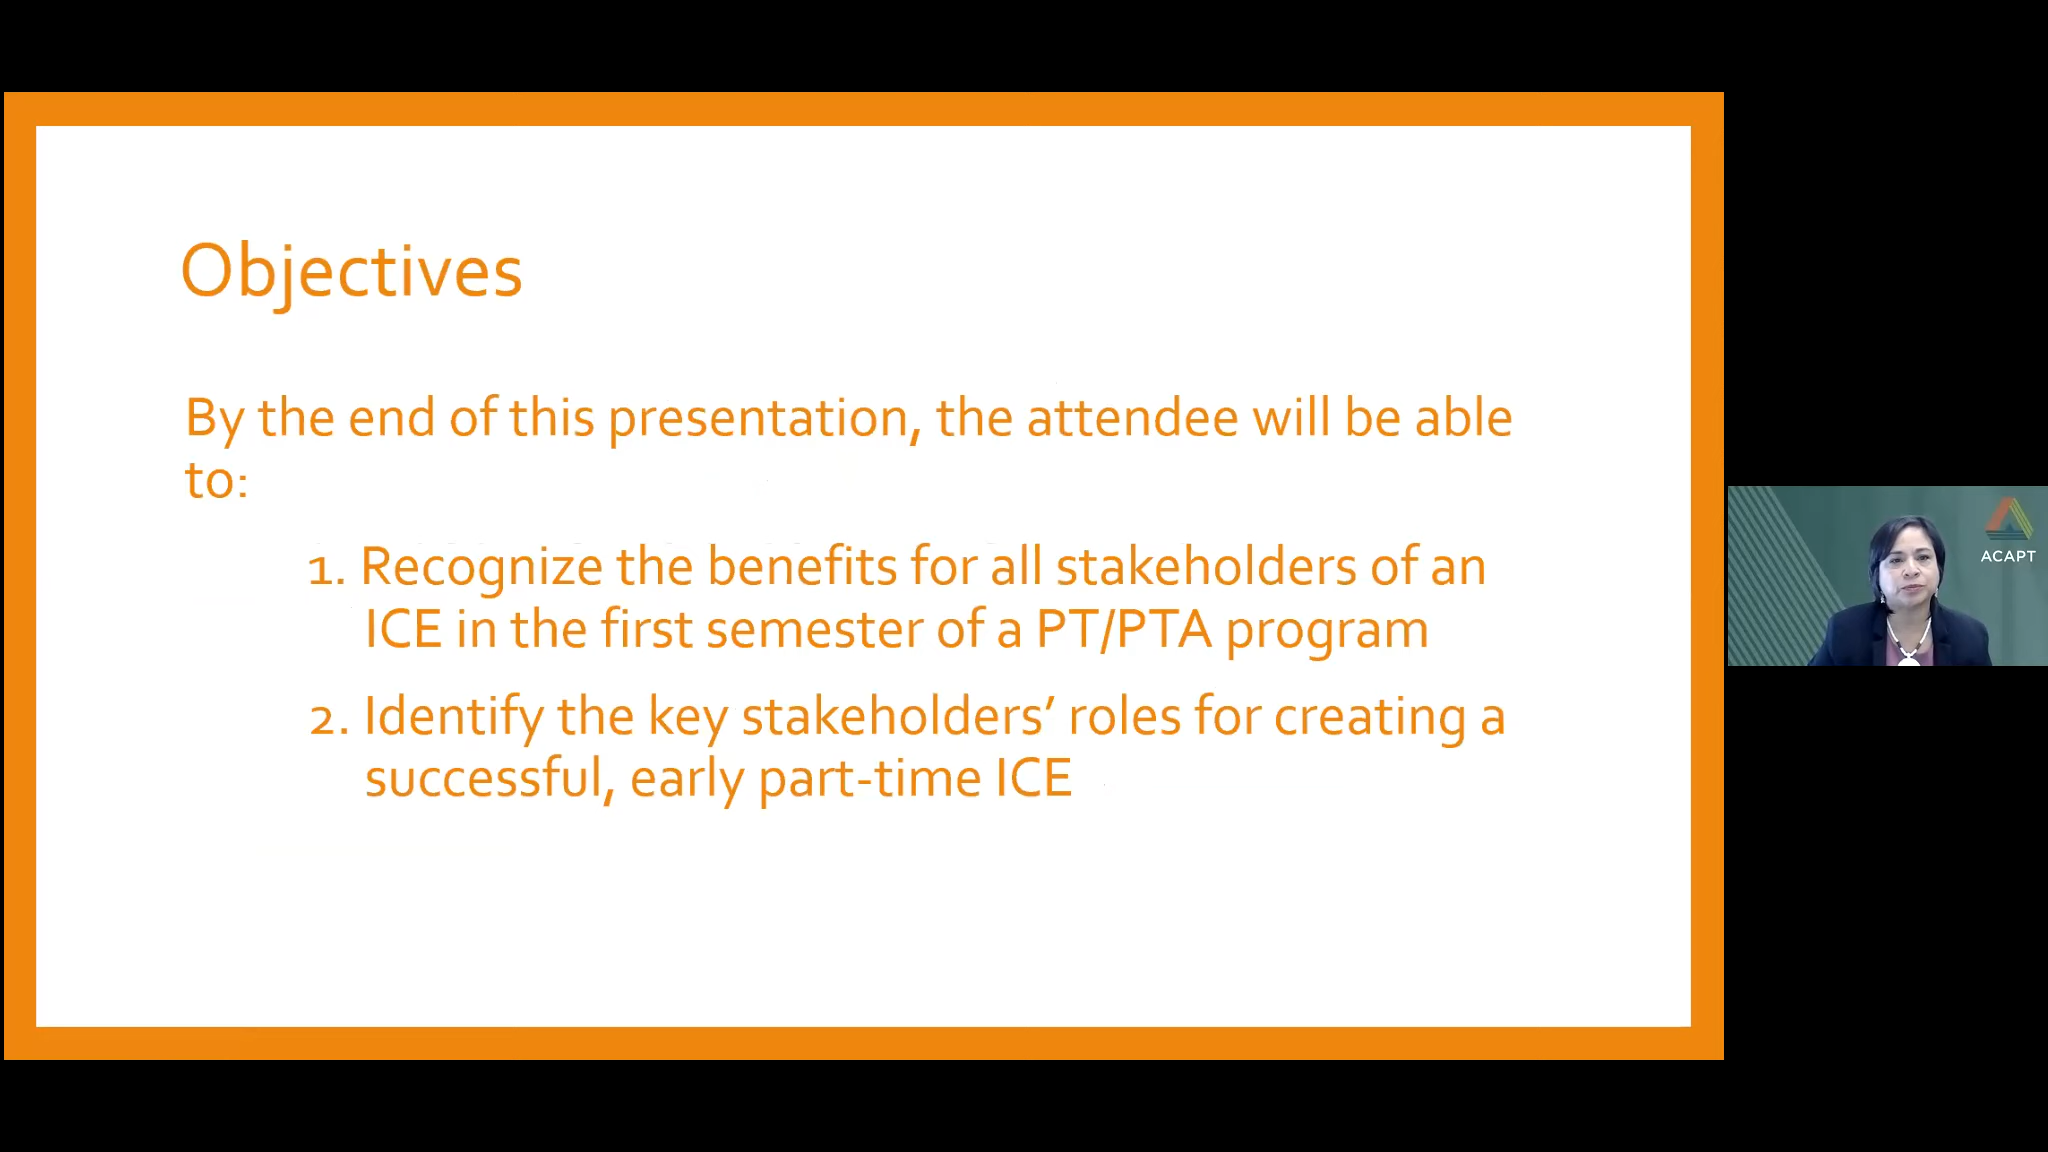 Objectives
By the end of this presentation, the attendee will be able
to:
1. Recognize the benefits for all stakeholders of an
ICE in the first semester of a PT/PTA program
2. Identify the key stakeholders’ roles for creating a
successful, early part-time ICE
ACAPT